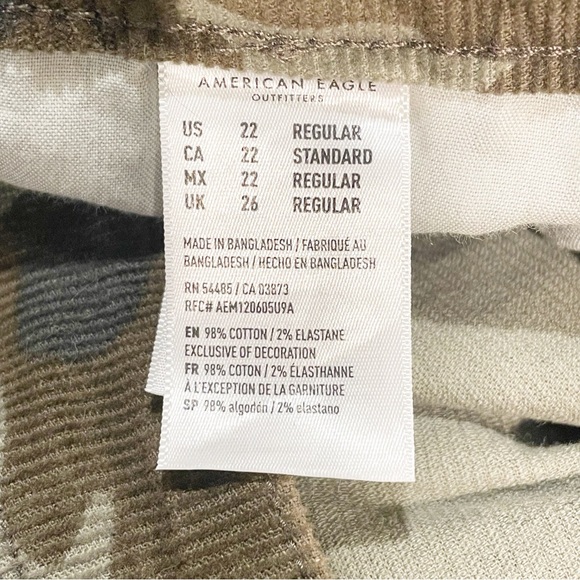 AMERICAN EAGLE
OUTFITTERS
US 22 REGULAR
CA 22 STANDARD
MX 22 REGULAR
UK 26 REGULAR
MADE IN BANGLADESH / FABRIQUÉ AU
BANGLADESH / HECHO EN BANGLADESH
RN 54485 / CA 03873
RFC# AEM120605U9A
EN 98% COTTON / 2% ELASTANE
EXCLUSIVE OF DECORATION
FR 98% COTON / 2% ÉLASTHANNE
À L'EXCEPTION DE LA GARNITURE
SP 98% algodón / 2% elastano